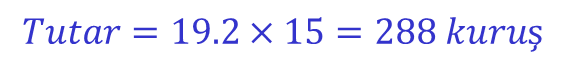 Tutar = 19.2 × 15 = 288 kuruş